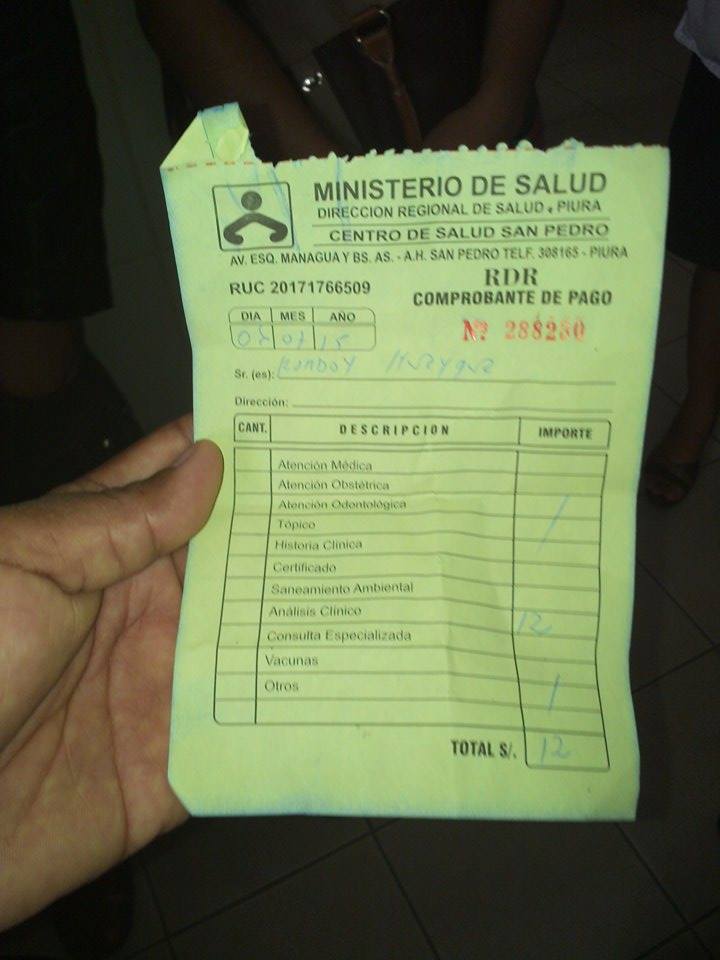 MINISTERIO DE SALUD
DIRECCION REGIONAL DE SALUD - PIURA
CENTRO DE SALUD SAN PEDRO
AV. ESQ. MANAGUA Y BS. AS. - A.H. SAN PEDRO TELF. 308165 - PIURA
RUC 20171766509
RDR
COMPROBANTE DE PAGO
DIA MES AÑO
Nº 288230
07 15
Sr. (es):
Dirección:
CANT. DESCRIPCION IMPORTE
Atención Médica
Atención Obstétrica
Atención Odontológica
Tópico
Historia Clínica
Certificado
Saneamiento Ambiental
Análisis Clínico 12
Consulta Especializada
Vacunas
Otros
TOTAL S/. 12